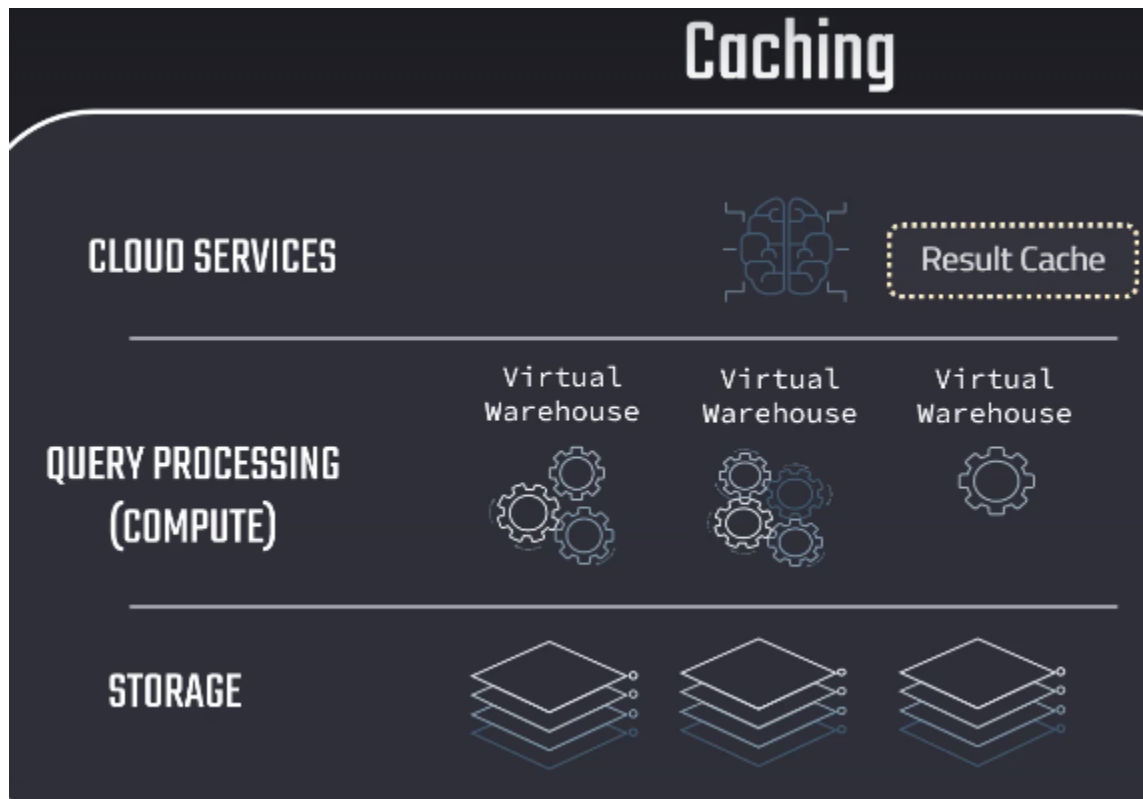 Caching
CLOUD SERVICES
Result Cache
Virtual
Warehouse
Virtual
Warehouse
Virtual
Warehouse
QUERY PROCESSING
(COMPUTE)
STORAGE